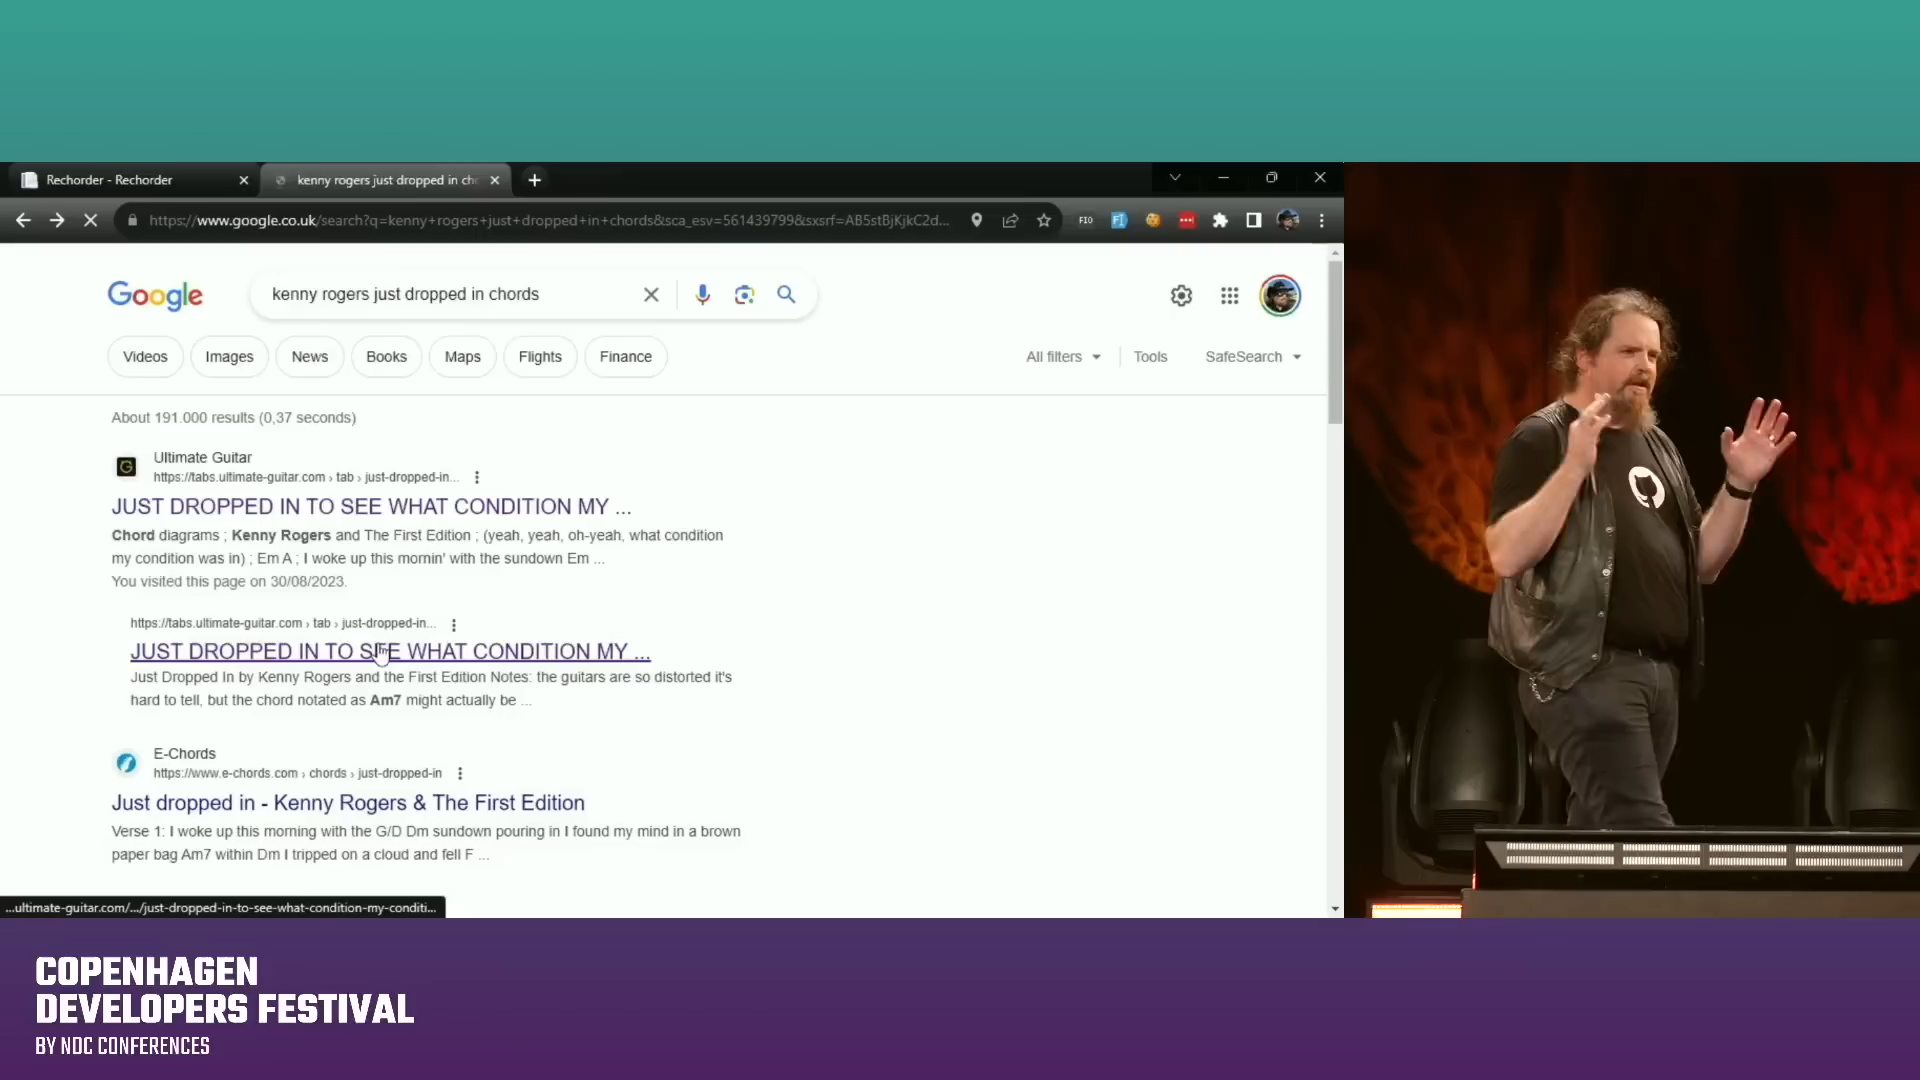 Rechorder - Rechorder
kenny rogers just dropped in ch
https://www.google.co.uk/search?q=kenny+rogers+just+dropped+in+chords&sca_esv=561439799&sxsrf=AB5stBjKjkC2d...
FIO
Google
kenny rogers just dropped in chords
Videos
Images
News
Books
Maps
Flights
Finance
All filters
Tools
SafeSearch
About 191.000 results (0,37 seconds)
Ultimate Guitar
https://tabs.ultimate-guitar.com › tab › just-dropped-in...
JUST DROPPED IN TO SEE WHAT CONDITION MY ...
Chord diagrams ; Kenny Rogers and The First Edition ; (yeah, yeah, oh-yeah, what condition
my condition was in) ; Em A ; I woke up this mornin' with the sundown Em ...
You visited this page on 30/08/2023.
https://tabs.ultimate-guitar.com › tab › just-dropped-in...
JUST DROPPED IN TO SEE WHAT CONDITION MY ...
Just Dropped In by Kenny Rogers and the First Edition Notes: the guitars are so distorted it's
hard to tell, but the chord notated as Am7 might actually be ...
E-Chords
https://www.e-chords.com › chords › just-dropped-in
Just dropped in - Kenny Rogers & The First Edition
Verse 1: I woke up this morning with the G/D Dm sundown pouring in I found my mind in a brown
paper bag Am7 within Dm I tripped on a cloud and fell F ...
...ultimate-guitar.com/.../just-dropped-in-to-see-what-condition-my-conditi...
COPENHAGEN
DEVELOPERS FESTIVAL
BY NDC CONFERENCES